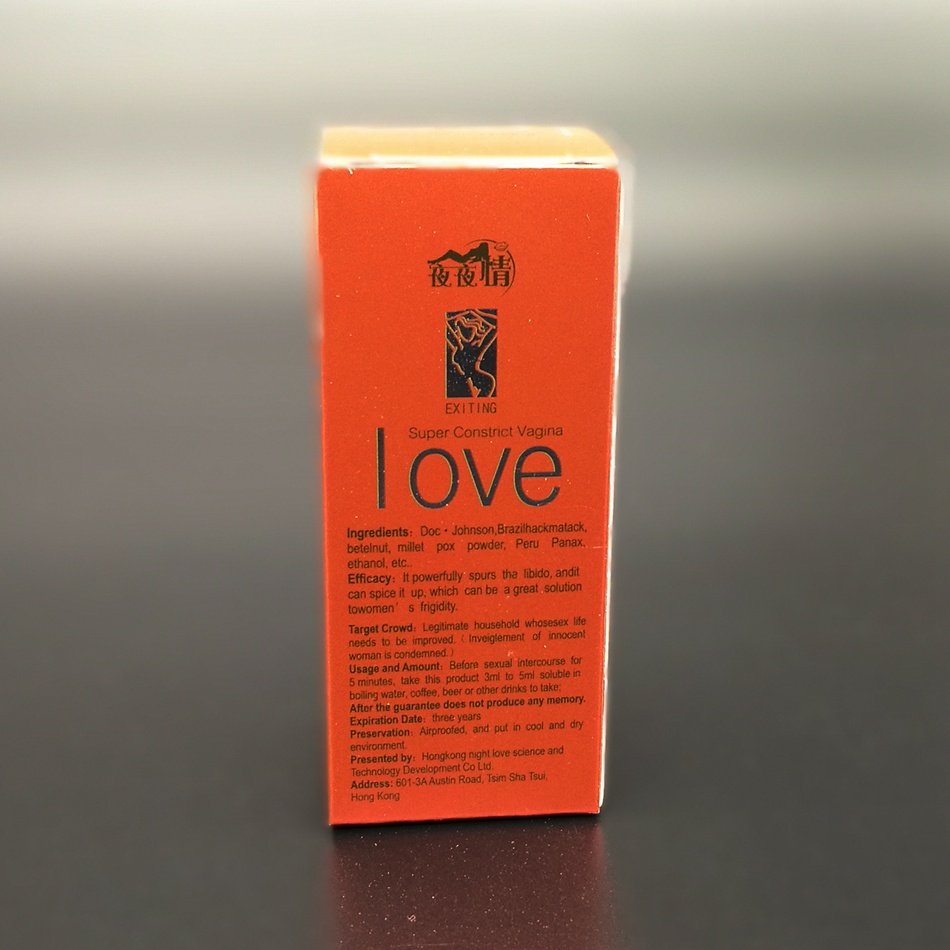 夜夜情
EXITING
Super Constrict Vagina
love
Ingredients: Doc·Johnson,Brazilhackmatack,
betelnut, millet pox powder, Peru Panax,
ethanol, etc..
Efficacy: It powerfully spurs the libido, andit
can spice it up, which can be a great solution
towomen's frigidity.
Target Crowd: Legitimate household whosesex life
needs to be improved. ( Inveiglement of innocent
woman is condemned. )
Usage and Amount: Before sexual intercourse for
5 minutes, take this product 3ml to 5ml soluble in
boiling water, coffee, beer or other drinks to take;
After the guarantee does not produce any memory.
Expiration Date: three years
Preservation: Airproofed, and put in cool and dry
environment.
Presented by: Hongkong night love science and
Technology Development Co Ltd.
Address: 601-3A Austin Road, Tsim Sha Tsui,
Hong Kong